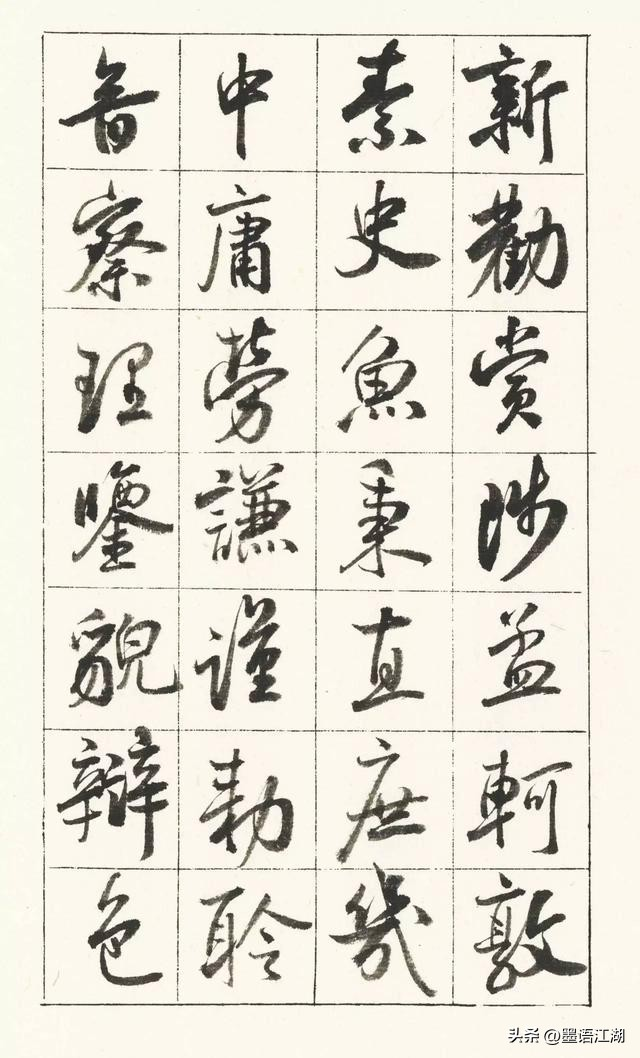 新勸賞陟孟軻敦
素史魚秉直庶幾
中庸勞謙謹勅聆
音察理鑒貌辯色
头条 @墨语江湖